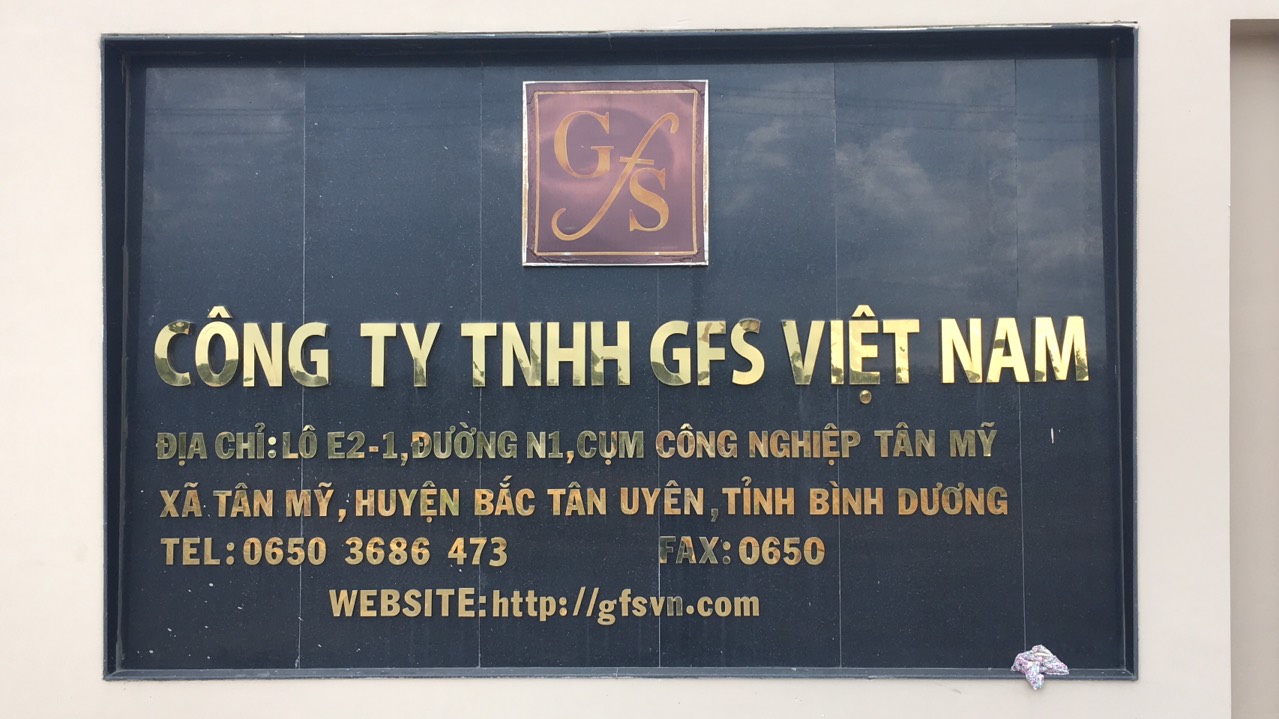 GfS
CÔNG TY TNHH GFS VIỆT NAM
ĐỊA CHỈ: LÔ E2-1, ĐƯỜNG N1, CỤM CÔNG NGHIỆP TÂN MỸ
XÃ TÂN MỸ, HUYỆN BẮC TÂN UYÊN, TỈNH BÌNH DƯƠNG
TEL: 0650 3686 473 FAX: 0650
WEBSITE: http://gfsvn.com